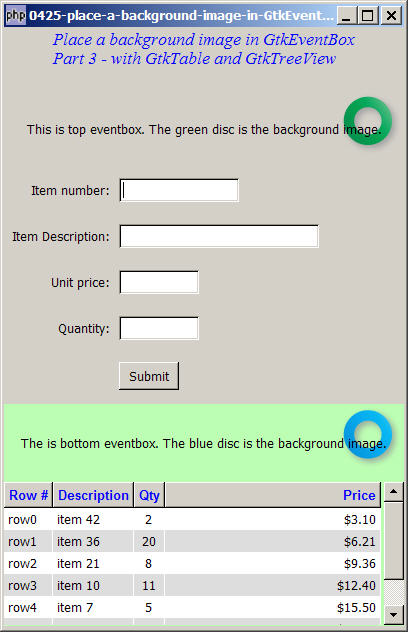 php 0425-place-a-background-image-in-GtkEvent...
Place a background image in GtkEventBox
Part 3 - with GtkTable and GtkTreeView
This is top eventbox. The green disc is the background image.
Item number:
Item Description:
Unit price:
Quantity:
Submit
The is bottom eventbox. The blue disc is the background image.
Row # Description Qty Price
row0 item 42 2 $3.10
row1 item 36 20 $6.21
row2 item 21 8 $9.36
row3 item 10 11 $12.40
row4 item 7 5 $15.50